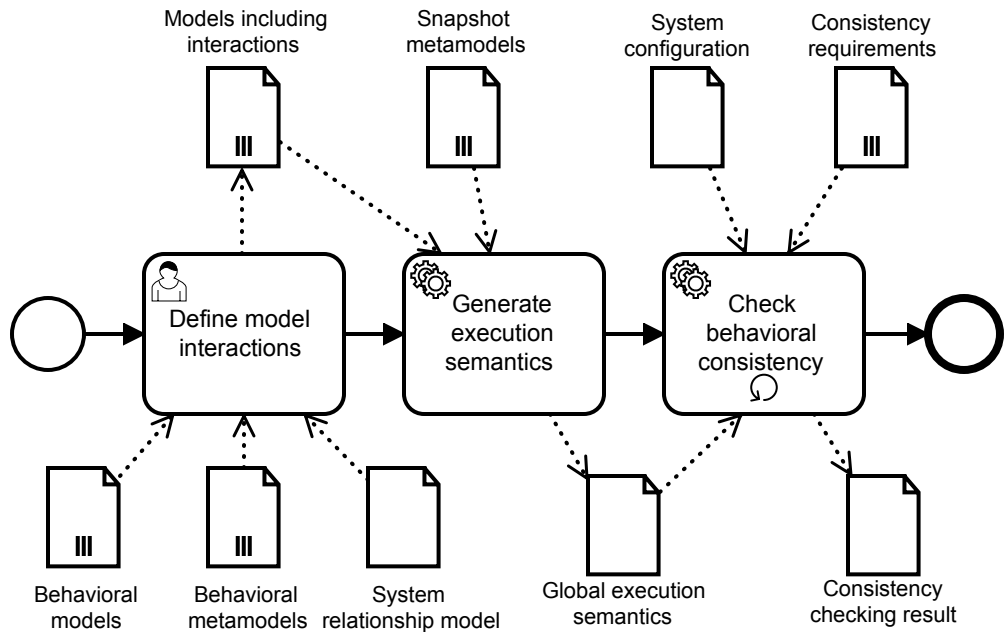 Models including
interactions
Snapshot
metamodels
System
configuration
Consistency
requirements
Define model
interactions
Generate
execution
semantics
Check
behavioral
consistency
Behavioral
models
Behavioral
metamodels
System
relationship model
Global execution
semantics
Consistency
checking result